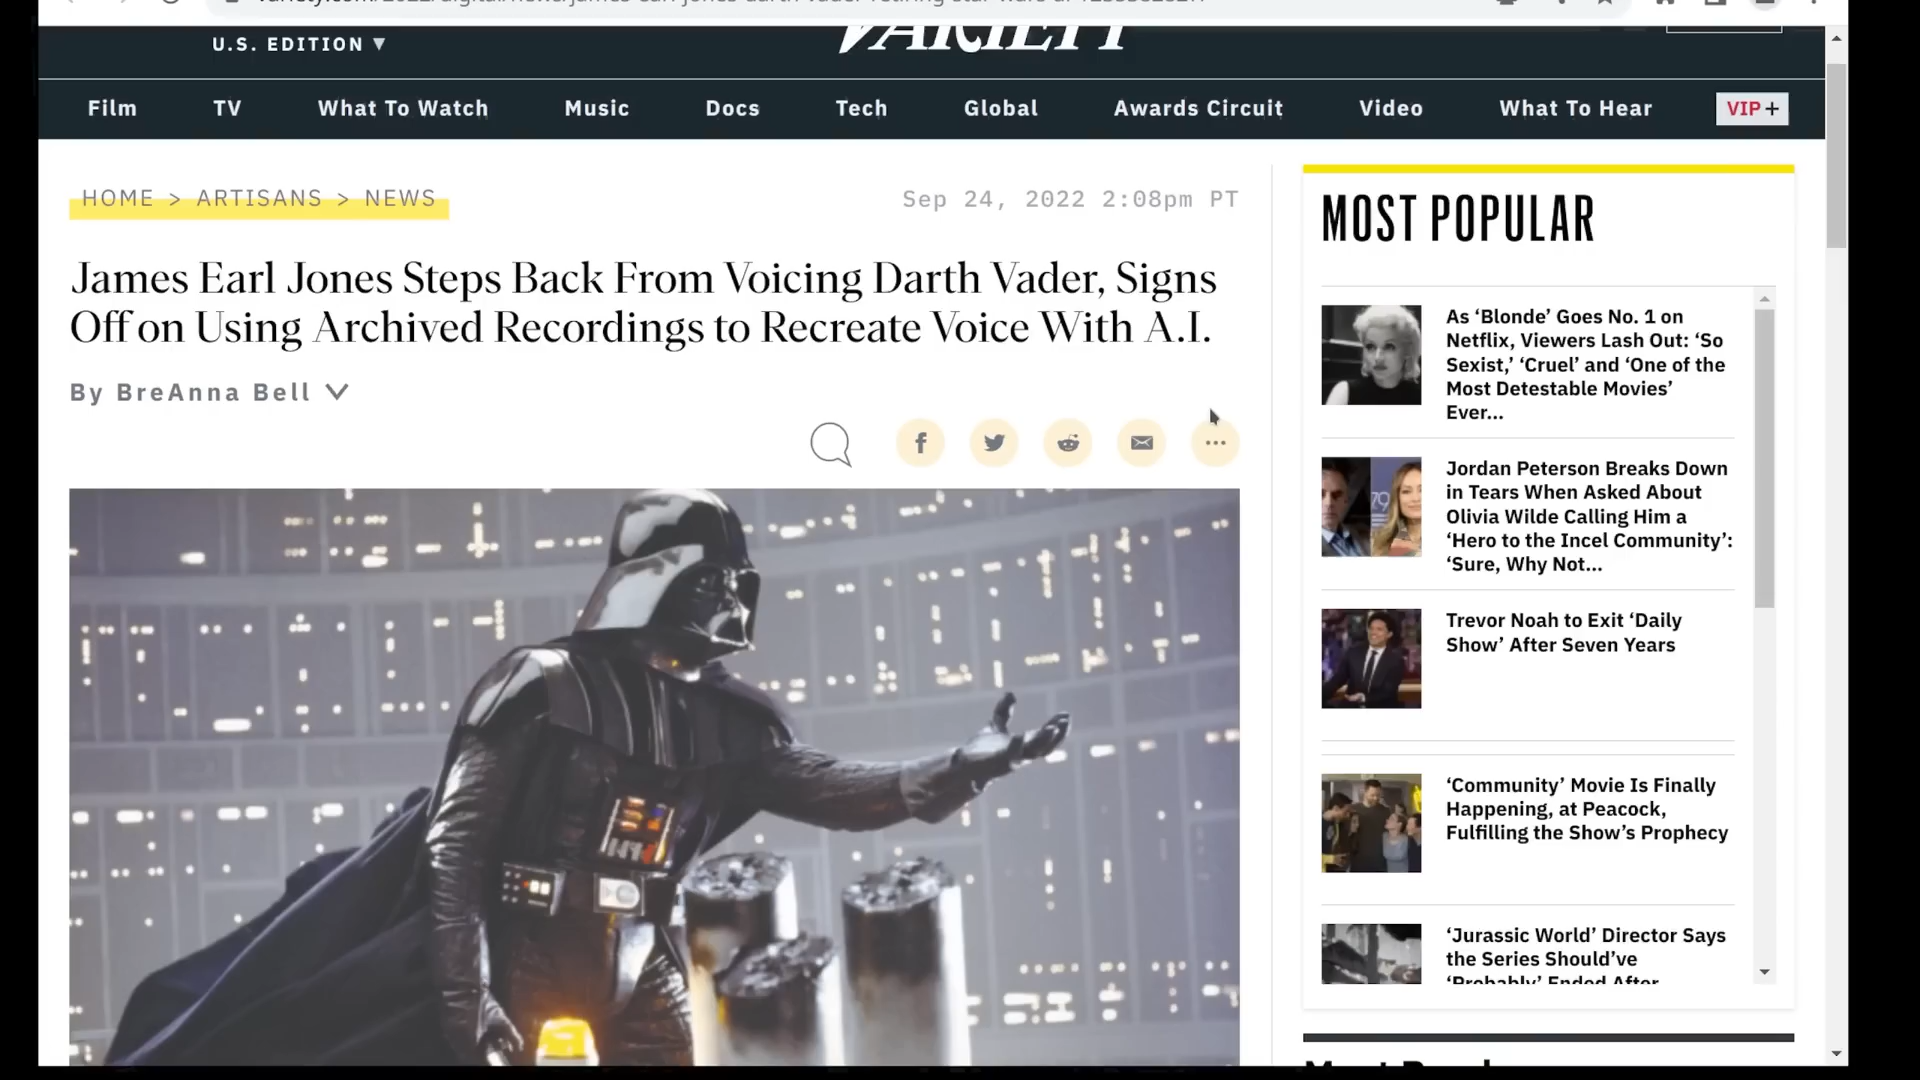 U.S. EDITION ▼
VARIETY
Film TV What To Watch Music Docs Tech Global Awards Circuit Video What To Hear VIP+
HOME > ARTISANS > NEWS
Sep 24, 2022 2:08pm PT
James Earl Jones Steps Back From Voicing Darth Vader, Signs
Off on Using Archived Recordings to Recreate Voice With A.I.
By BreAnna Bell
MOST POPULAR
As ‘Blonde’ Goes No. 1 on
Netflix, Viewers Lash Out: ‘So
Sexist,’ ‘Cruel’ and ‘One of the
Most Detestable Movies’
Ever...
Jordan Peterson Breaks Down
in Tears When Asked About
Olivia Wilde Calling Him a
‘Hero to the Incel Community’:
‘Sure, Why Not...
Trevor Noah to Exit ‘Daily
Show’ After Seven Years
‘Community’ Movie Is Finally
Happening, at Peacock,
Fulfilling the Show’s Prophecy
‘Jurassic World’ Director Says
the Series Should’ve
‘Probably’ Ended After